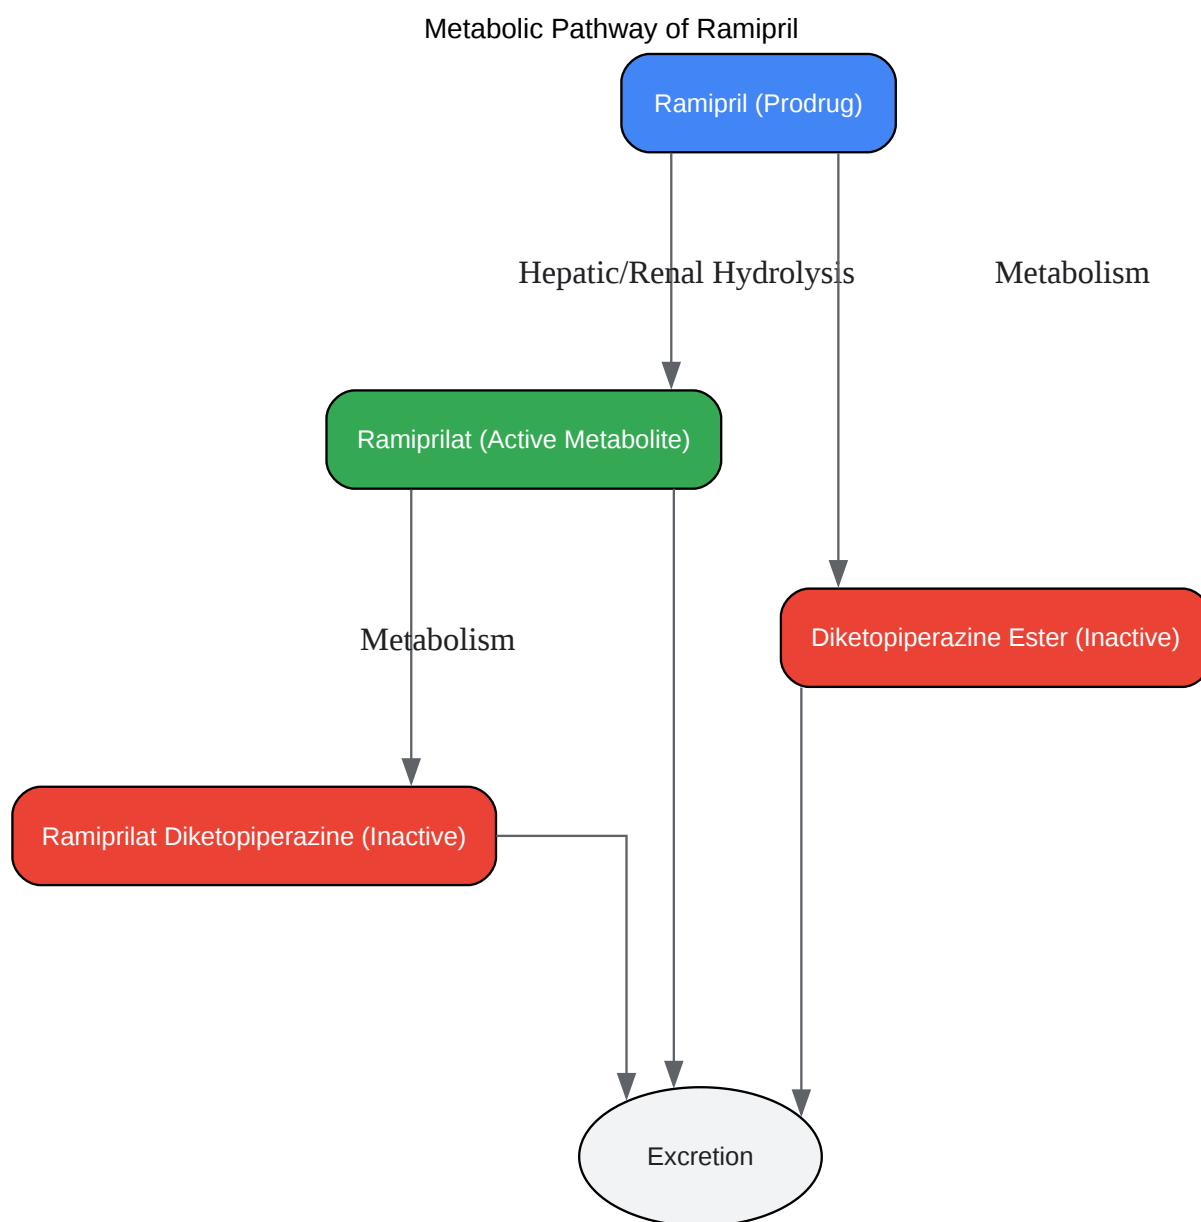 Metabolic Pathway of Ramipril
Ramipril (Prodrug)
Hepatic/Renal Hydrolysis
Metabolism
Ramiprilat (Active Metabolite)
Metabolism
Diketopiperazine Ester (Inactive)
Ramiprilat Diketopiperazine (Inactive)
Excretion